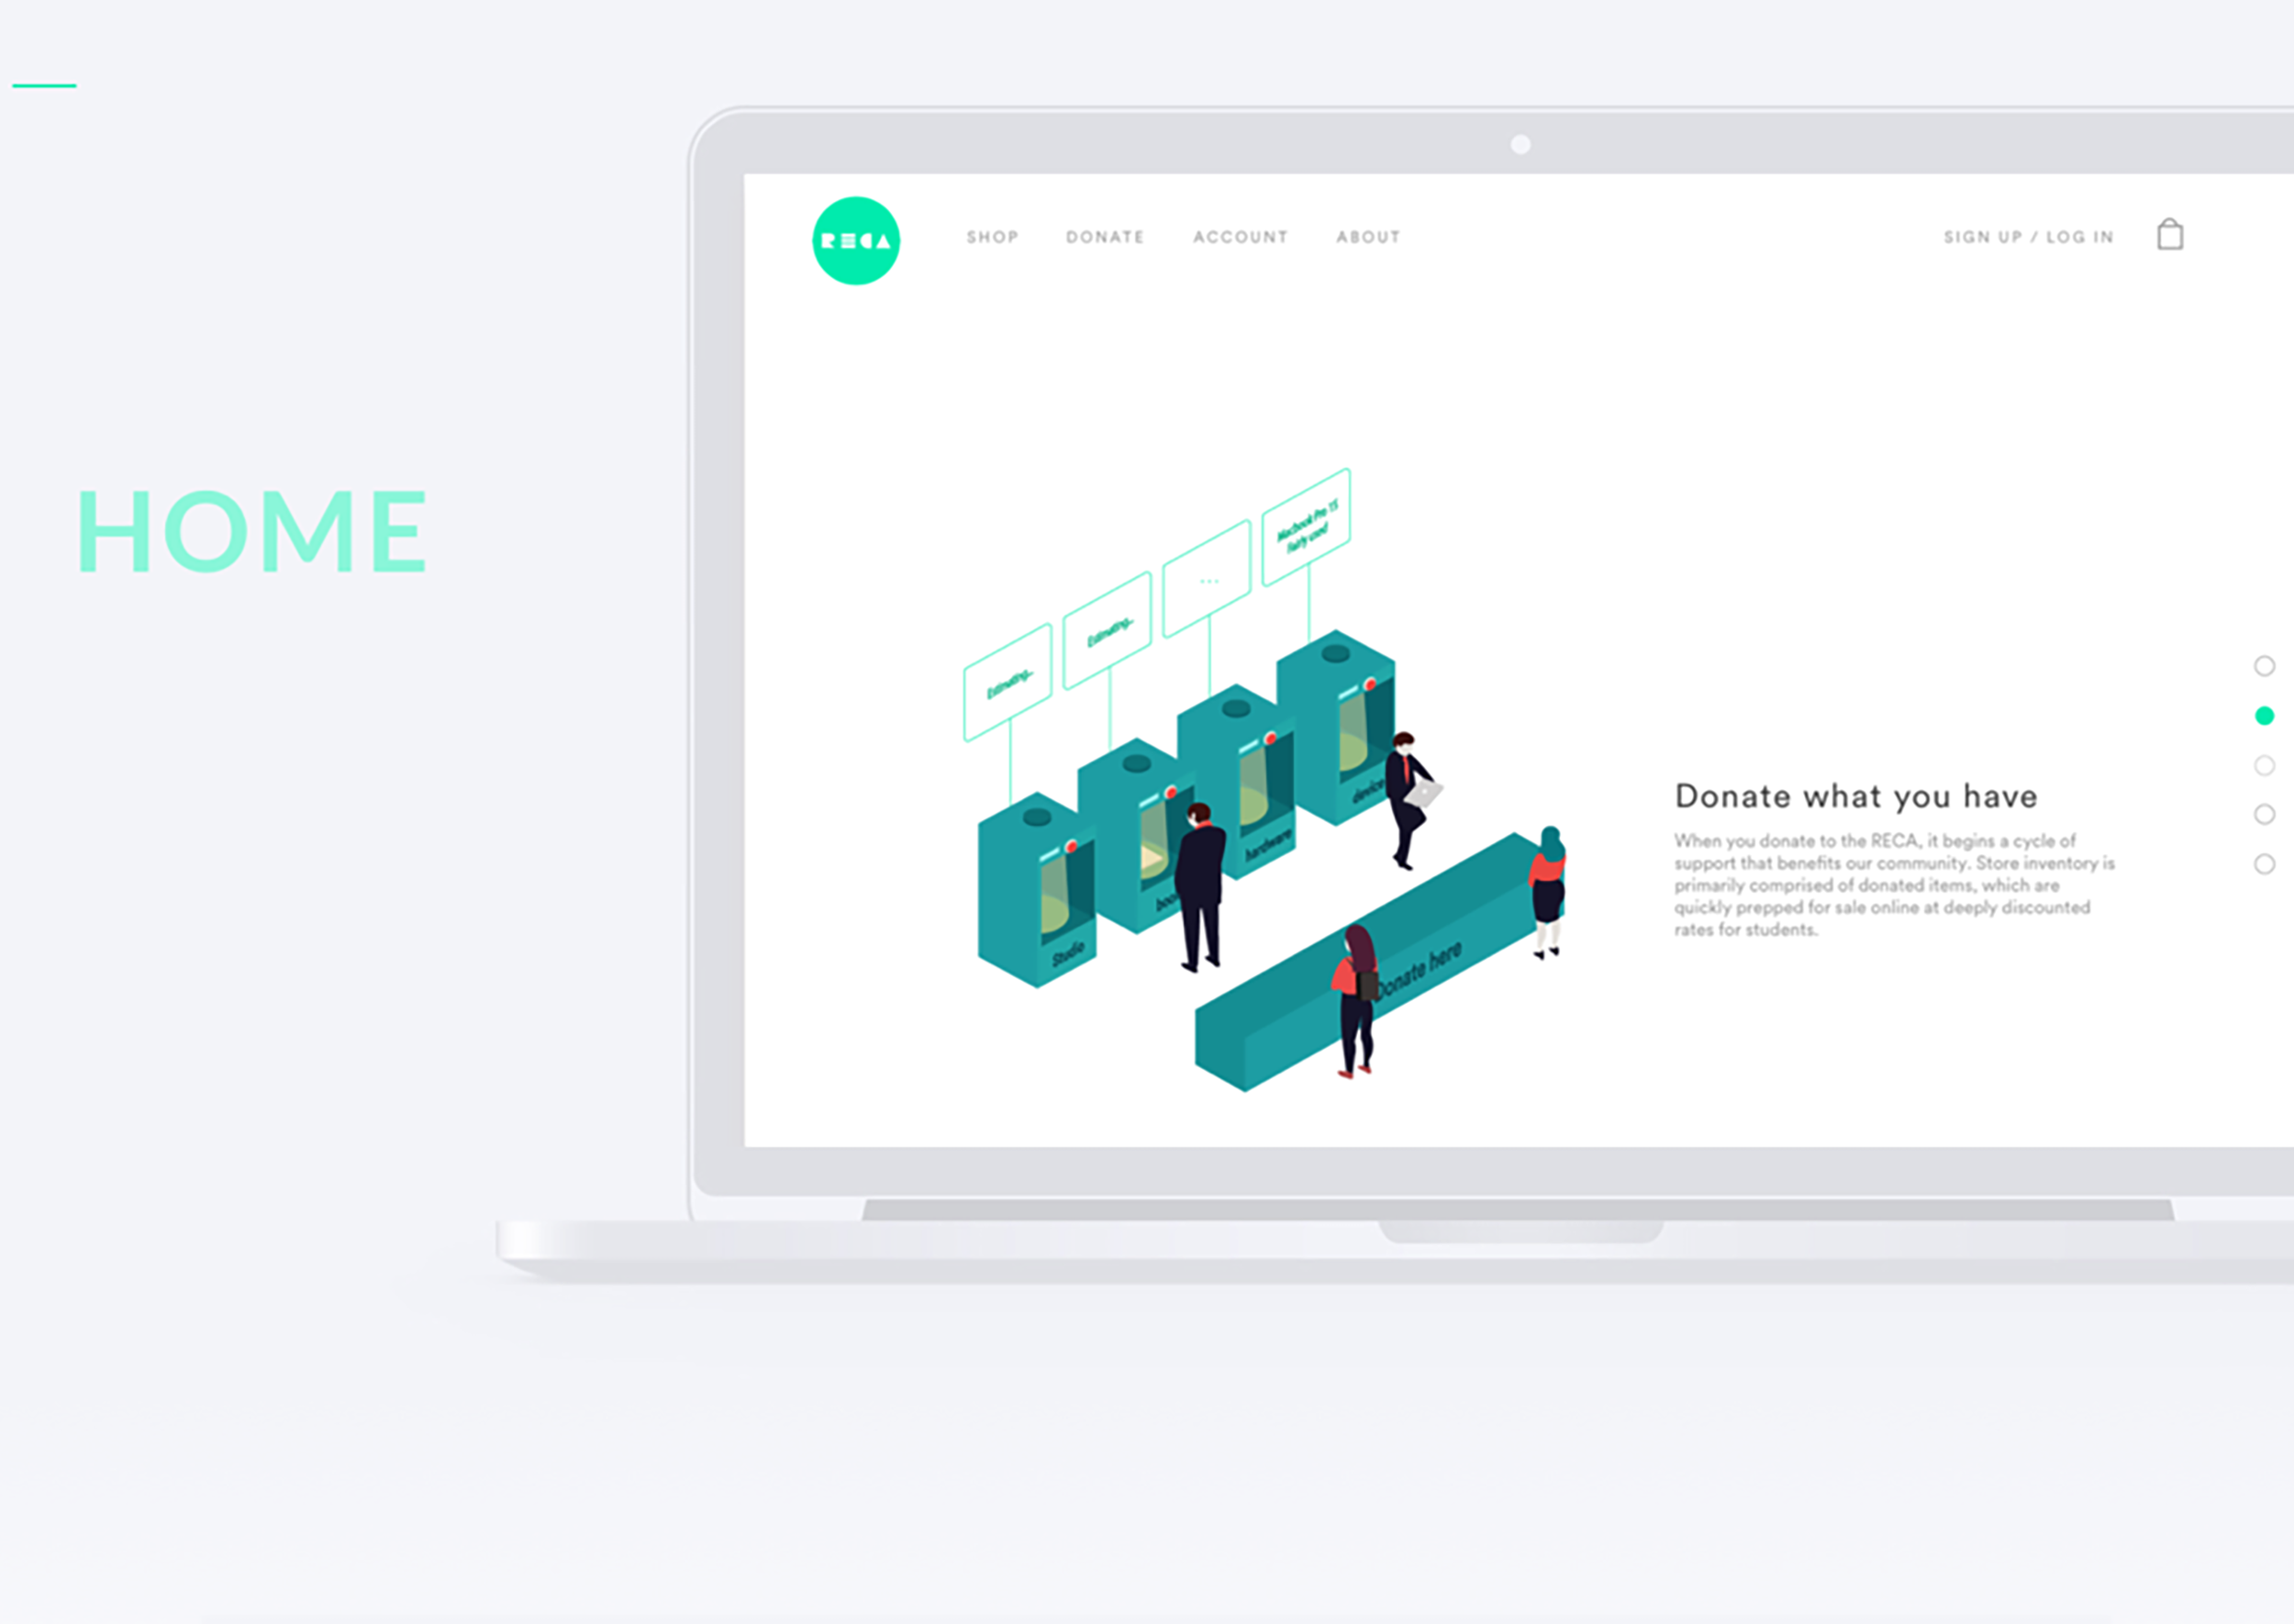 RECA
SHOP DONATE ACCOUNT ABOUT
SIGN UP / LOG IN
HOME
Macbook Pro 15
fairly used
...
Estimating...
Estimating...
device
hardware
Studio
Donate here
Donate what you have
When you donate to the RECA, it begins a cycle of
support that benefits our community. Store inventory is
primarily comprised of donated items, which are
quickly prepped for sale online at deeply discounted
rates for students.